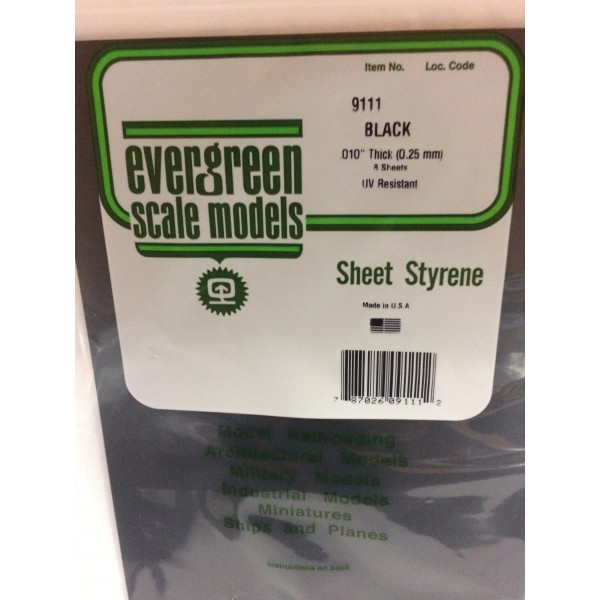 Item No. Loc. Code
9111
BLACK
.010" Thick (0.25 mm)
8 Sheets
UV Resistant
evergreen
scale models
Sheet Styrene
Made in U.S.A
7 87026 09111 2
Model Railroading
Architectural Models
Military Models
Industrial Models
Miniatures
Ships and Planes
instructions on back